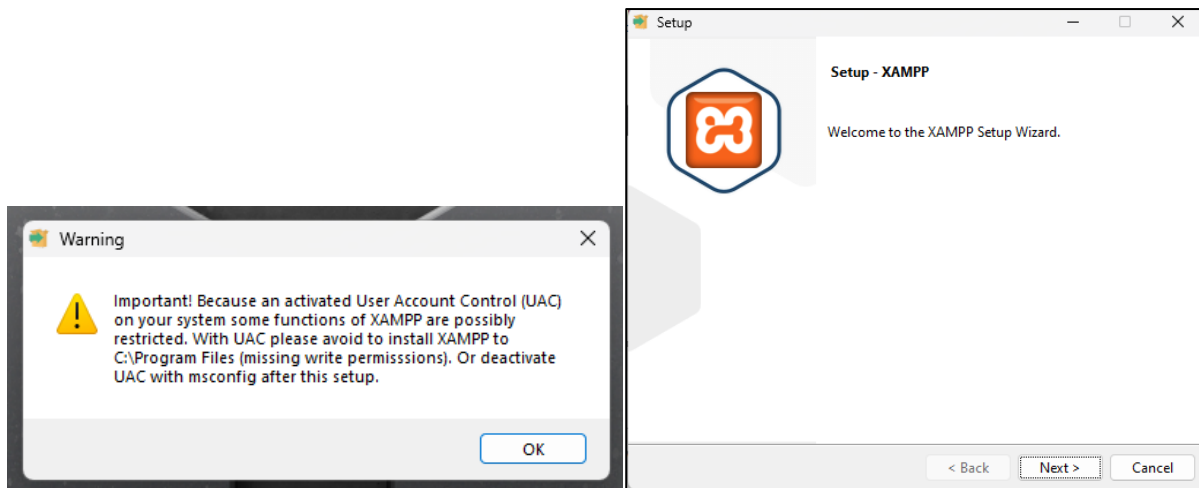 Warning
Important! Because an activated User Account Control (UAC)
on your system some functions of XAMPP are possibly
restricted. With UAC please avoid to install XAMPP to
C:\Program Files (missing write permisssions). Or deactivate
UAC with msconfig after this setup.
OK
Setup
Setup - XAMPP
Welcome to the XAMPP Setup Wizard.
< Back
Next >
Cancel